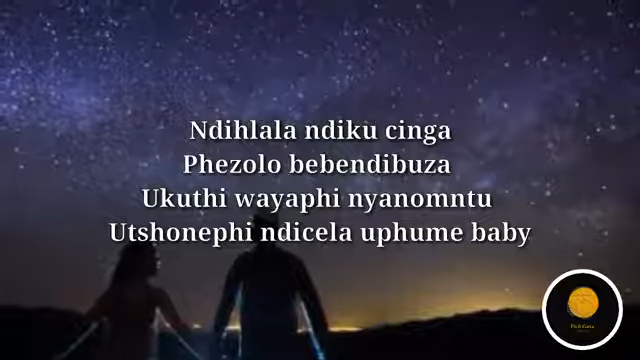 Ndihlala ndiku cinga
Phezolo bebendibuza
Ukuthi wayaphi nyanomntu
Utshonephi ndicela uphume baby